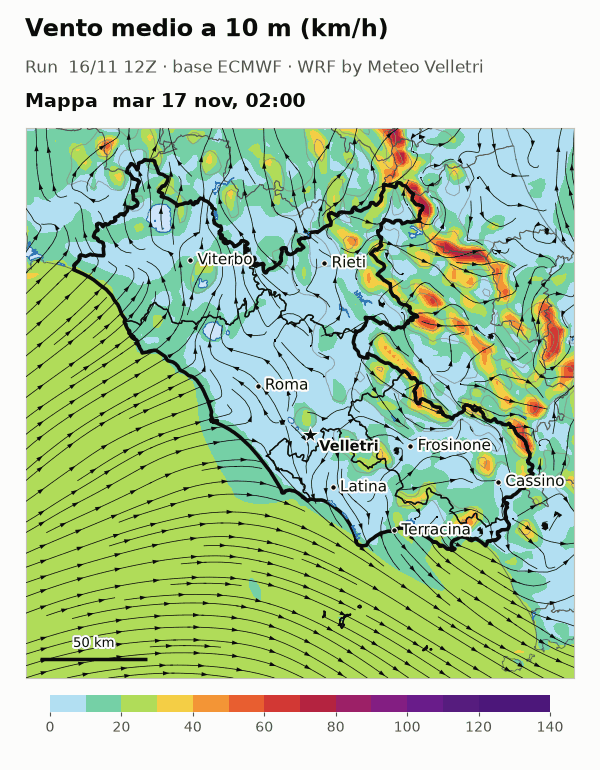 Vento medio a 10 m (km/h)
Run  16/11 12Z · base ECMWF · WRF by Meteo Velletri
Mappa  mar 17 nov, 02:00
Viterbo
Rieti
Roma
Velletri
Frosinone
Cassino
Latina
Terracina
50 km
0 20 40 60 80 100 120 140